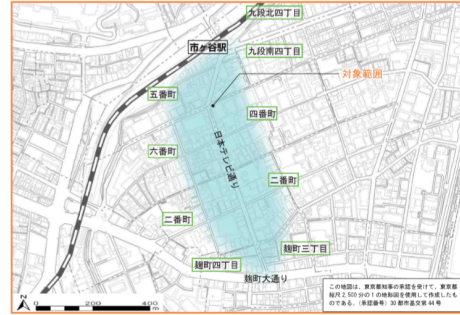 九段北四丁目
市ヶ谷駅
九段南四丁目
対象範囲
五番町
四番町
日本テレビ通り
六番町
二番町
二番町
麹町三丁目
麹町四丁目
麹町大通り
N
0 200 400
m
この地図は、東京都知事の承認を受けて、東京都
縮尺2,500分の1の地形図を使用して作成したも
のである。(承認番号)30都市基交第44号